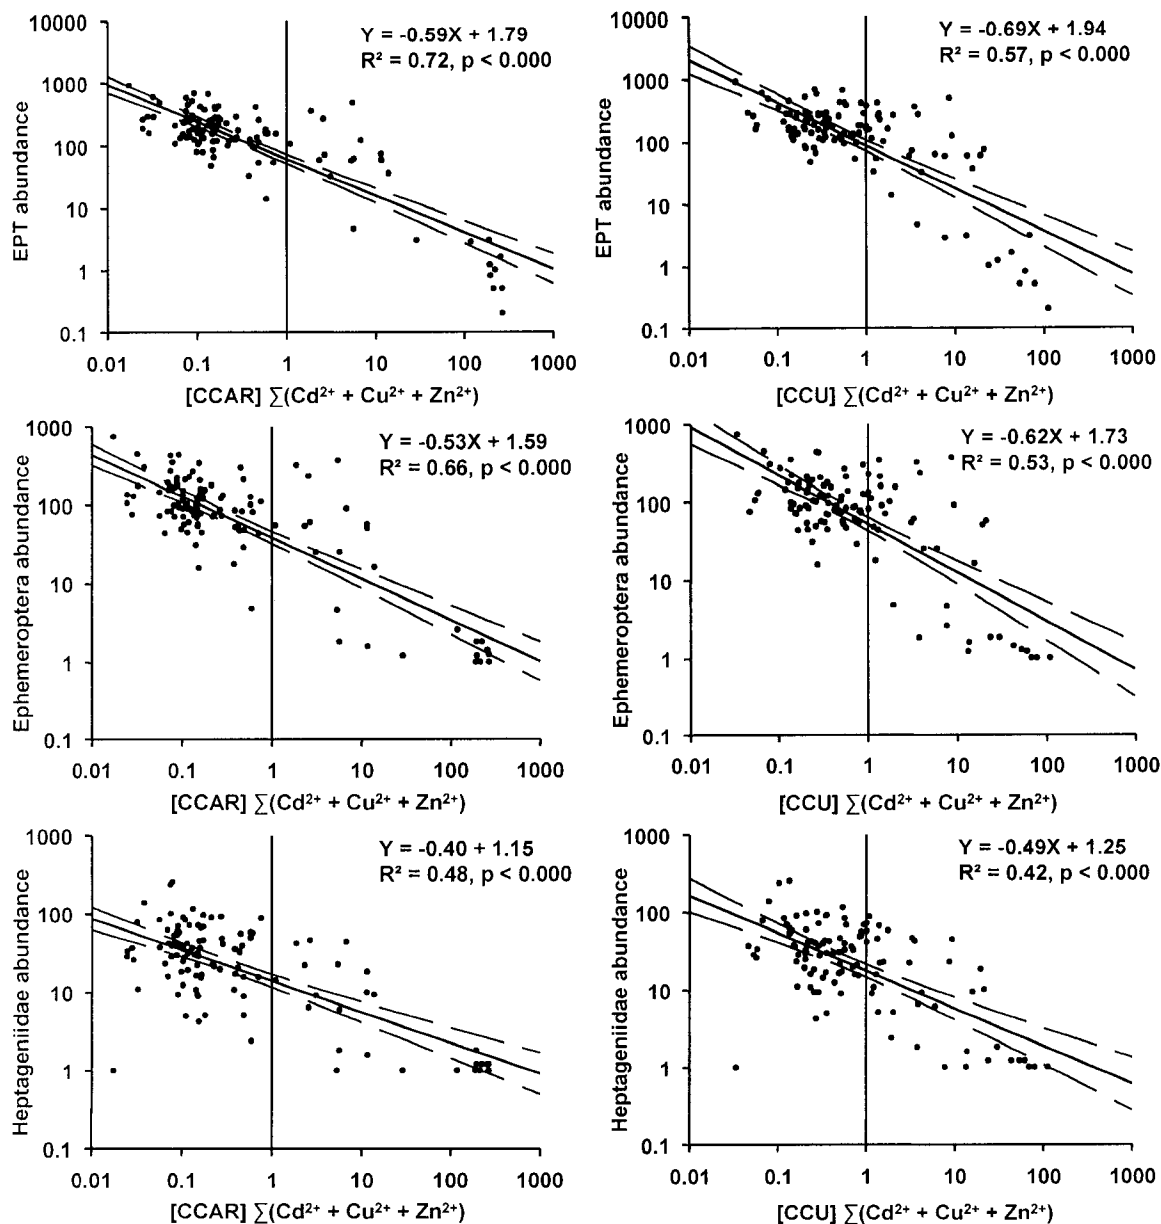 Y = -0.59X + 1.79
R² = 0.72, p < 0.000
EPT abundance
10000
1000
100
10
1
0.1
0.01 0.1 1 10 100 1000
[CCAR] ∑(Cd²⁺ + Cu²⁺ + Zn²⁺)
Y = -0.69X + 1.94
R² = 0.57, p < 0.000
EPT abundance
10000
1000
100
10
1
0.1
0.01 0.1 1 10 100 1000
[CCU] ∑(Cd²⁺ + Cu²⁺ + Zn²⁺)
Y = -0.53X + 1.59
R² = 0.66, p < 0.000
Ephemeroptera abundance
1000
100
10
1
0.1
0.01 0.1 1 10 100 1000
[CCAR] ∑(Cd²⁺ + Cu²⁺ + Zn²⁺)
Y = -0.62X + 1.73
R² = 0.53, p < 0.000
Ephemeroptera abundance
1000
100
10
1
0.1
0.01 0.1 1 10 100 1000
[CCU] ∑(Cd²⁺ + Cu²⁺ + Zn²⁺)
Y = -0.40 + 1.15
R² = 0.48, p < 0.000
Heptageniidae abundance
1000
100
10
1
0.1
0.01 0.1 1 10 100 1000
[CCAR] ∑(Cd²⁺ + Cu²⁺ + Zn²⁺)
Y = -0.49X + 1.25
R² = 0.42, p < 0.000
Heptageniidae abundance
1000
100
10
1
0.1
0.01 0.1 1 10 100 1000
[CCU] ∑(Cd²⁺ + Cu²⁺ + Zn²⁺)